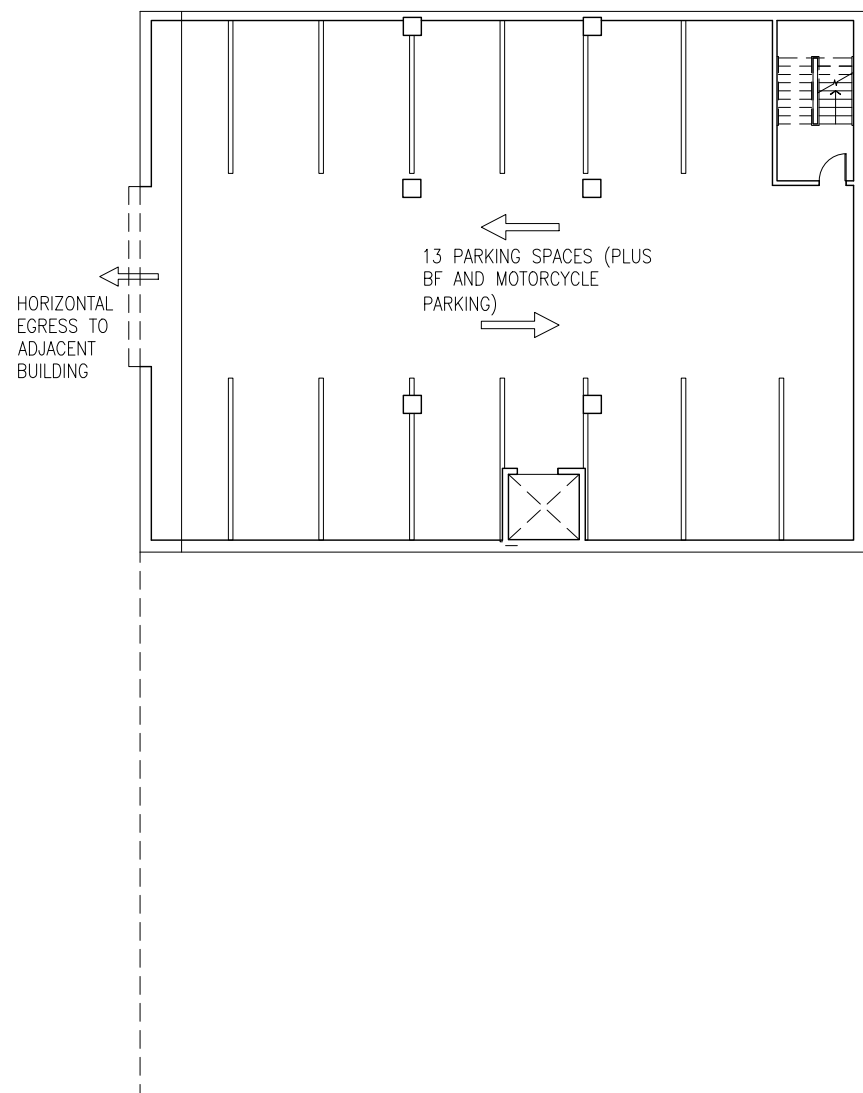 13 PARKING SPACES (PLUS
BF AND MOTORCYCLE
PARKING)
HORIZONTAL
EGRESS TO
ADJACENT
BUILDING